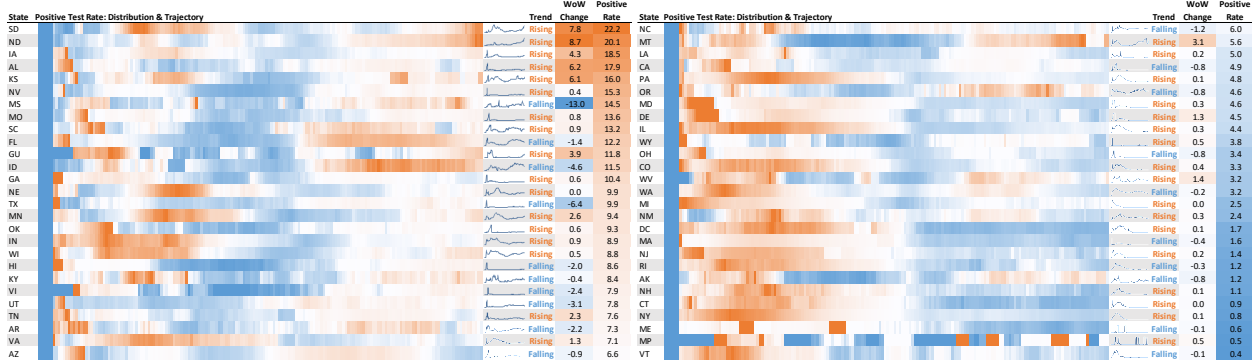 WoW Positive
State Positive Test Rate: Distribution & Trajectory Trend Change Rate
SD Rising 7.8 22.2
ND Rising 8.7 20.1
IA Rising 4.3 18.5
AL Rising 6.2 17.9
KS Rising 6.1 16.0
NV Rising 0.4 15.3
MS Falling -13.0 14.5
MO Rising 0.8 13.6
SC Rising 0.9 13.2
FL Falling -1.4 12.2
GU Rising 3.9 11.8
ID Falling -4.6 11.5
GA Rising 0.6 10.4
NE Rising 0.0 9.9
TX Falling -6.4 9.9
MN Rising 2.6 9.4
OK Rising 0.6 9.3
IN Rising 0.9 8.9
WI Rising 0.5 8.8
HI Falling -2.0 8.6
KY Falling -0.4 8.4
VI Falling -2.4 7.9
UT Falling -3.1 7.8
TN Rising 2.3 7.6
AR Falling -2.2 7.3
VA Rising 1.3 7.1
AZ Falling -0.9 6.6
WoW Positive
State Positive Test Rate: Distribution & Trajectory Trend Change Rate
NC Falling -1.2 6.0
MT Rising 3.1 5.6
LA Rising 0.2 5.0
CA Falling -0.8 4.9
PA Rising 0.1 4.8
OR Falling -0.8 4.6
MD Rising 0.3 4.6
DE Rising 1.3 4.5
IL Rising 0.3 4.4
WY Rising 0.5 3.8
OH Falling -0.8 3.4
CO Rising 0.4 3.3
WV Rising 1.4 3.2
WA Falling -0.2 3.2
MI Rising 0.0 2.5
NM Rising 0.3 2.4
DC Rising 0.1 1.7
MA Falling -0.4 1.6
NJ Rising 0.2 1.4
RI Falling -0.3 1.2
AK Falling -0.8 1.2
NH Rising 0.1 1.1
CT Rising 0.0 0.9
NY Rising 0.1 0.8
ME Falling -0.1 0.6
MP Rising 0.5 0.5
VT Falling -0.1 0.4